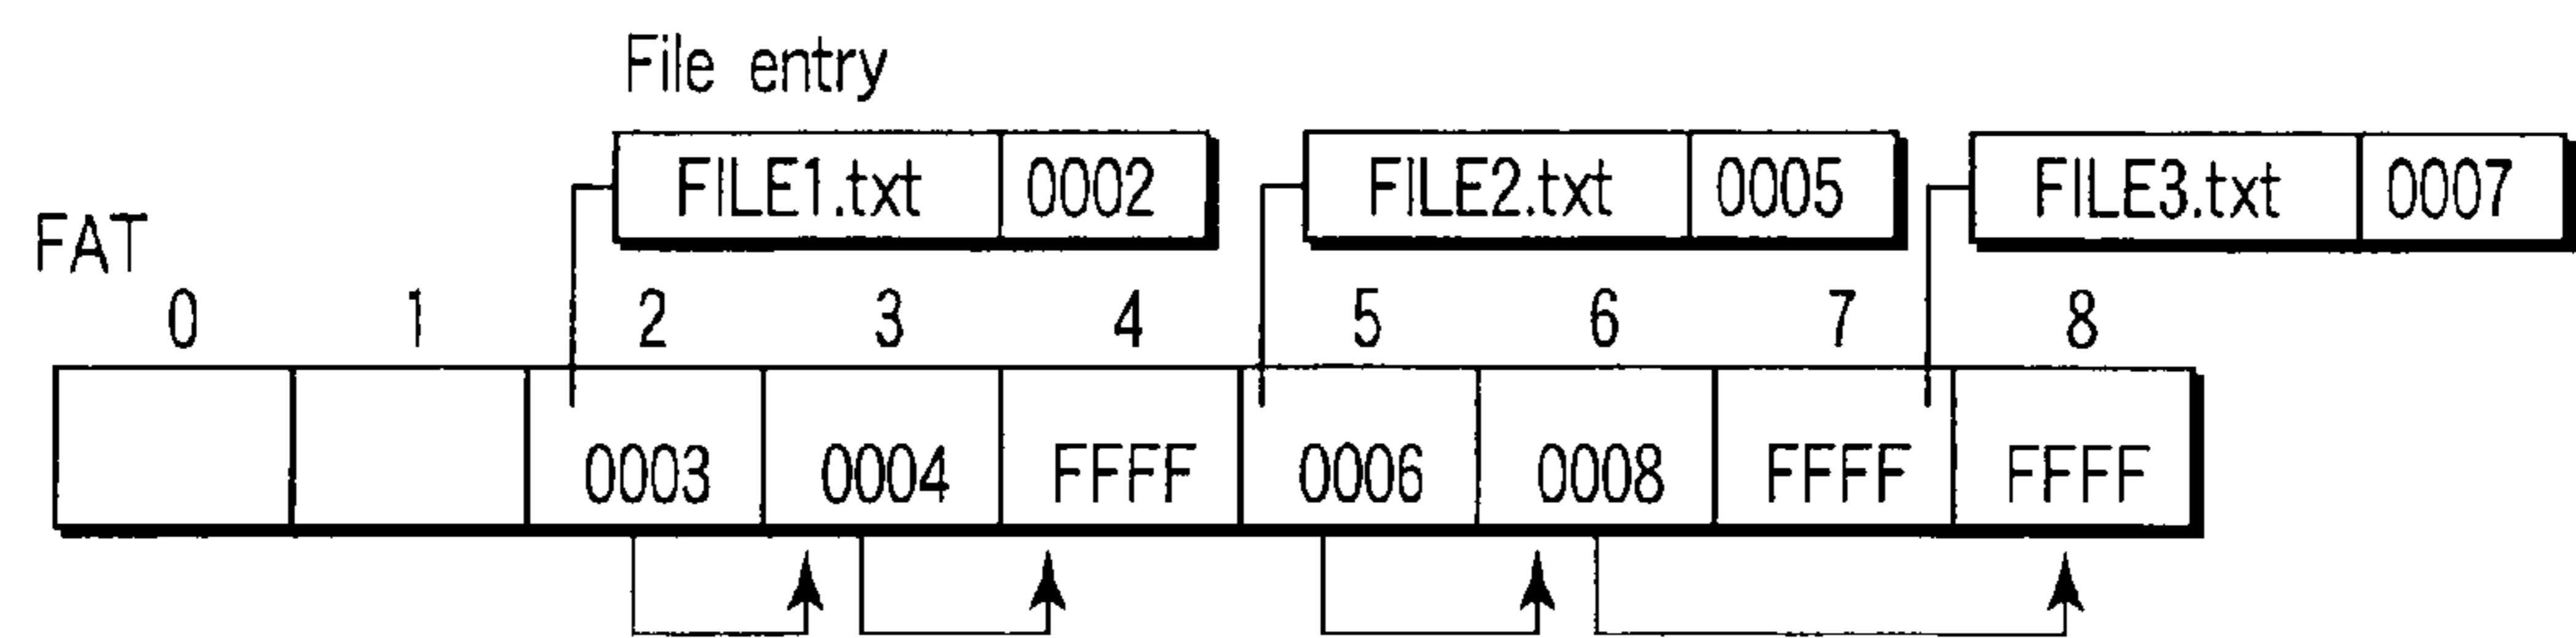 File entry
FILE1.txt 0002 FILE2.txt 0005 FILE3.txt 0007
FAT
0 1 2 3 4 5 6 7 8
0003 0004 FFFF 0006 0008 FFFF FFFF